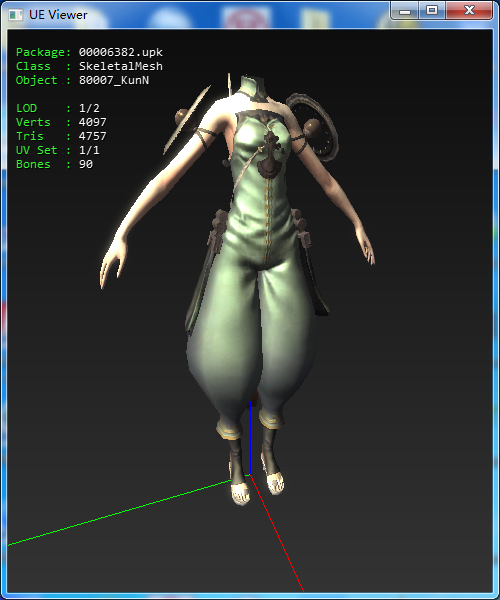 UE Viewer
Package: 00006382.upk
Class  : SkeletalMesh
Object : 80007_KunN
LOD    : 1/2
Verts  : 4097
Tris   : 4757
UV Set : 1/1
Bones  : 90